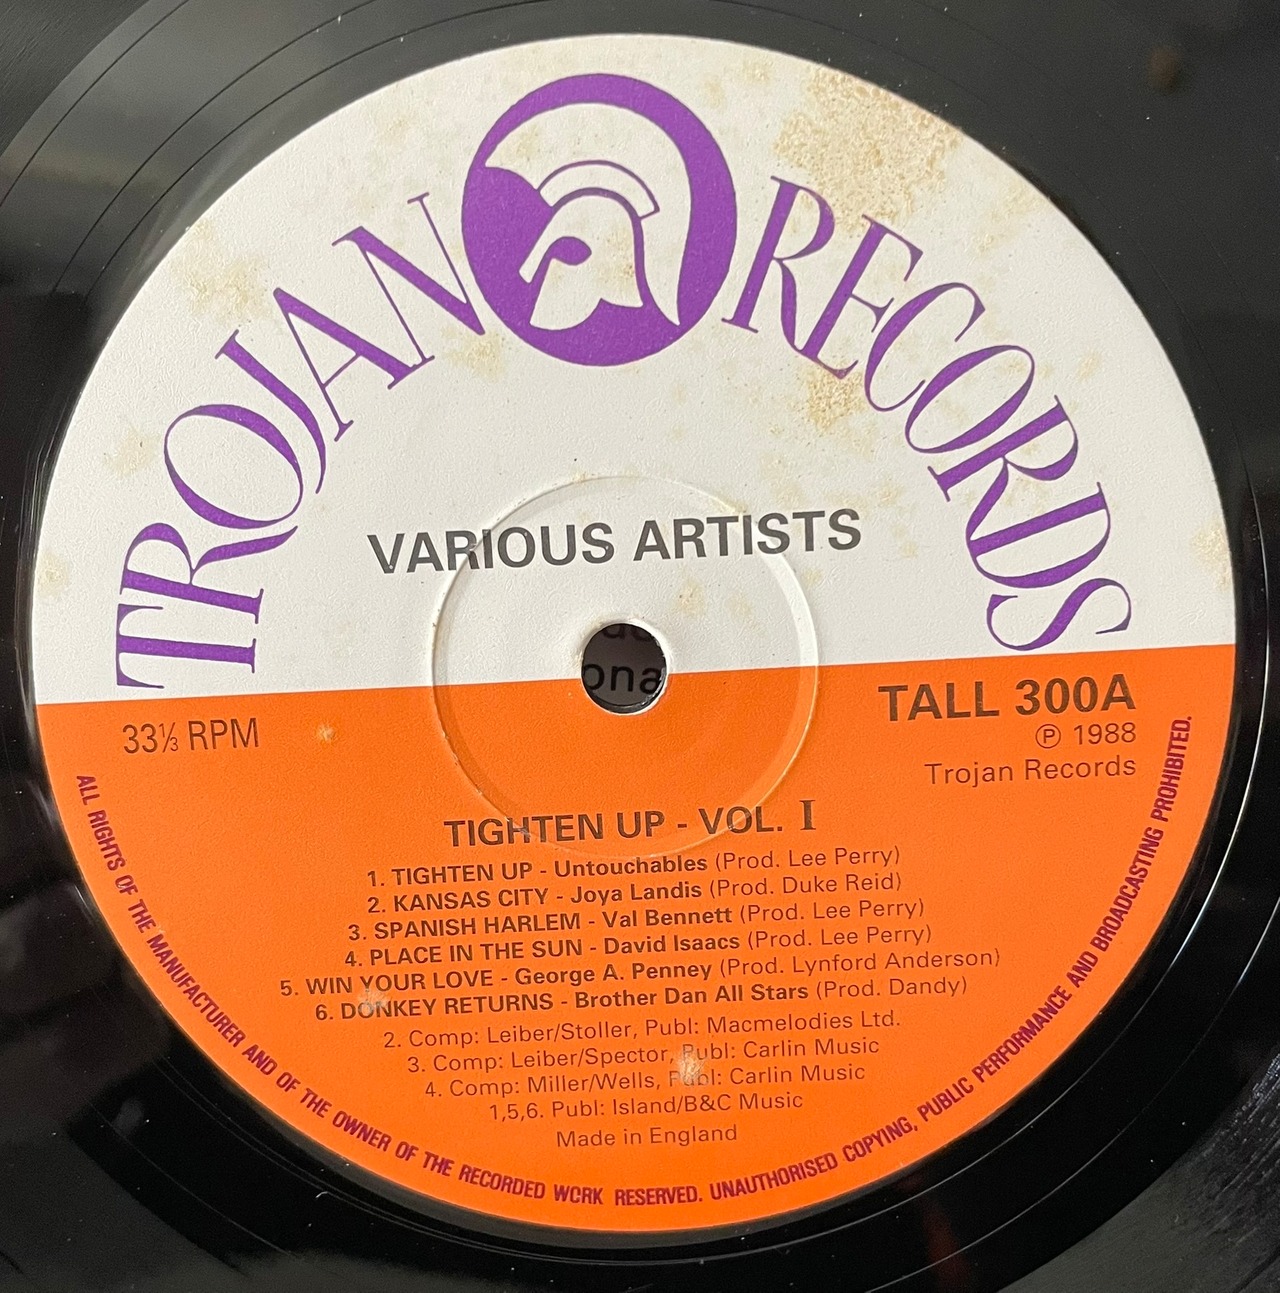 TROJAN RECORDS
VARIOUS ARTISTS
33⅓ RPM
TALL 300A
℗ 1988
Trojan Records
TIGHTEN UP - VOL. I
1. TIGHTEN UP - Untouchables (Prod. Lee Perry)
2. KANSAS CITY - Joya Landis (Prod. Duke Reid)
3. SPANISH HARLEM - Val Bennett (Prod. Lee Perry)
4. PLACE IN THE SUN - David Isaacs (Prod. Lee Perry)
5. WIN YOUR LOVE - George A. Penney (Prod. Lynford Anderson)
6. DONKEY RETURNS - Brother Dan All Stars (Prod. Dandy)
2. Comp: Leiber/Stoller, Publ: Macmelodies Ltd.
3. Comp: Leiber/Spector, Publ: Carlin Music
4. Comp: Miller/Wells, Publ: Carlin Music
1,5,6. Publ: Island/B&C Music
Made in England
ALL RIGHTS OF THE MANUFACTURER AND OF THE OWNER OF THE RECORDED WORK RESERVED. UNAUTHORISED COPYING, PUBLIC PERFORMANCE AND BROADCASTING PROHIBITED.